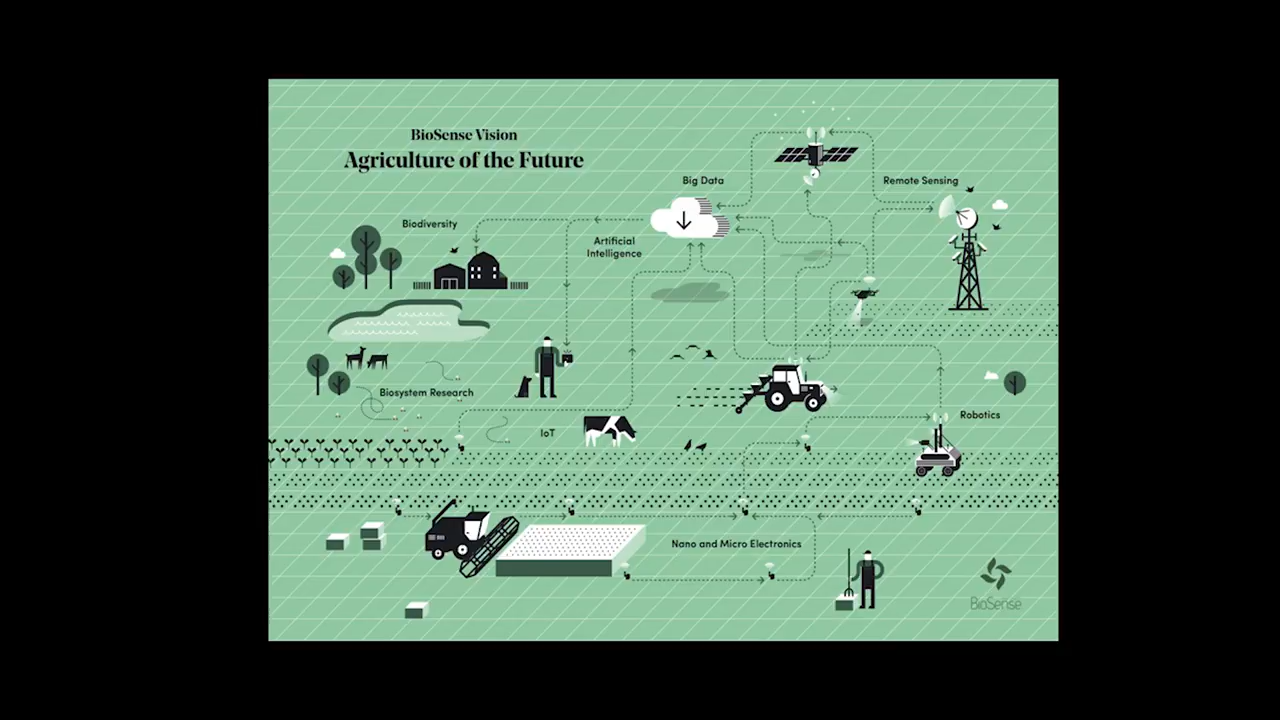 BioSense Vision
Agriculture of the Future
Big Data
Remote Sensing
Biodiversity
Artificial
Intelligence
Biosystem Research
IoT
Robotics
Nano and Micro Electronics
BioSense